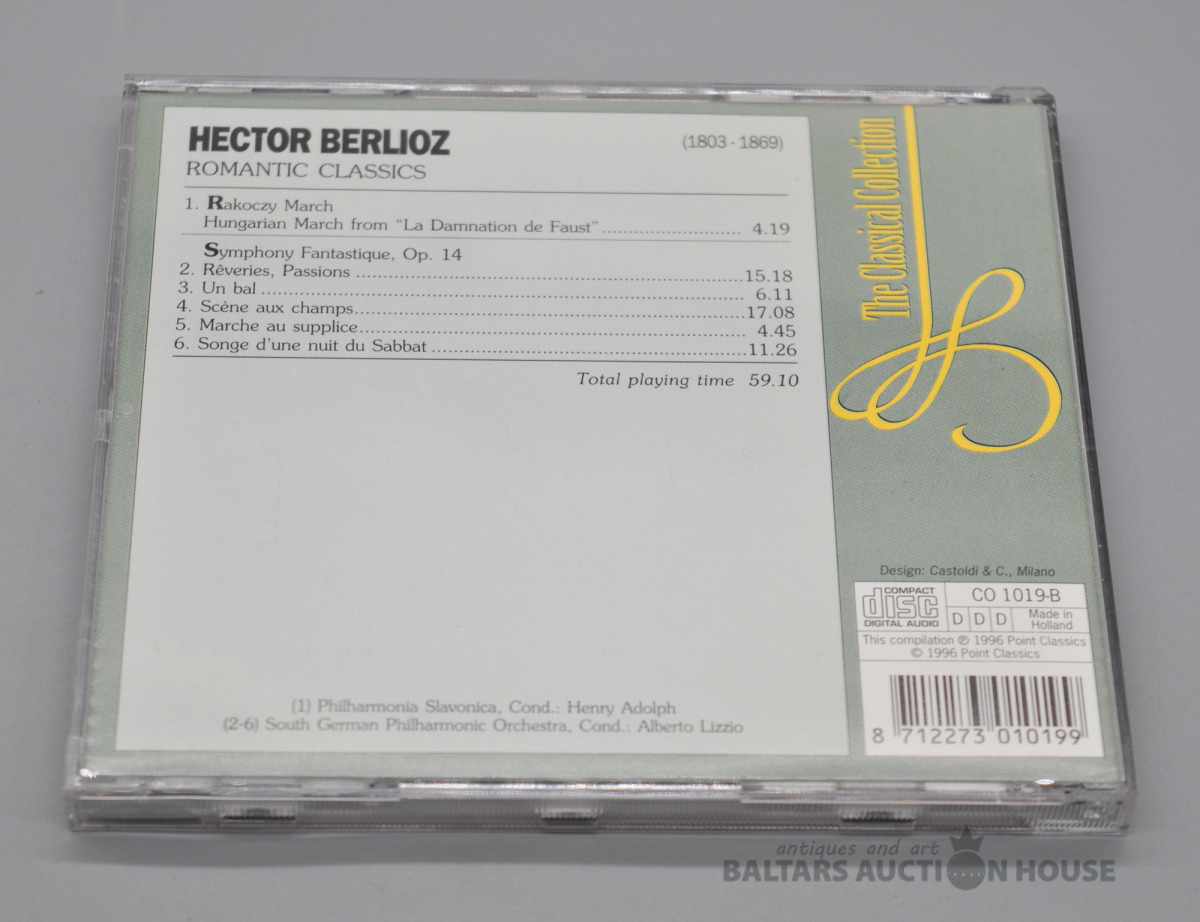 HECTOR BERLIOZ (1803 - 1869)
ROMANTIC CLASSICS
1. Rakoczy March
Hungarian March from “La Damnation de Faust” .......................... 4.19
Symphony Fantastique, Op. 14
2. Rêveries, Passions ..........................15.18
3. Un bal .......................... 6.11
4. Scène aux champs..........................17.08
5. Marche au supplice.......................... 4.45
6. Songe d'une nuit du Sabbat ..........................11.26
Total playing time 59.10
(1) Philharmonia Slavonica, Cond.: Henry Adolph
(2-6) South German Philharmonic Orchestra, Cond.: Alberto Lizzio
The Classical Collection
Design: Castoldi & C., Milano
COMPACT
disc
DIGITAL AUDIO
CO 1019-B
D D D
Made in
Holland
This compilation ℗ 1996 Point Classics
© 1996 Point Classics
8 712273 010199
antiques and art
BALTARS AUCTION HOUSE